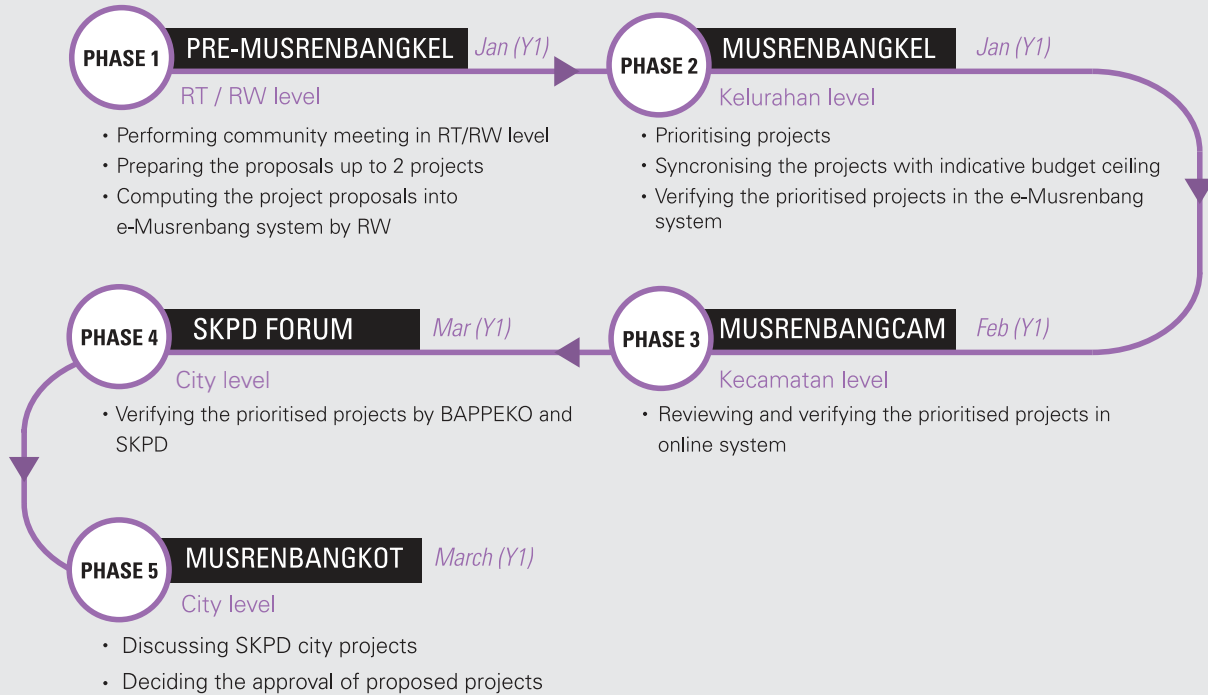 PHASE 1
PRE-MUSRENBANGKEL
Jan (Y1)
RT / RW level
• Performing community meeting in RT/RW level
• Preparing the proposals up to 2 projects
• Computing the project proposals into
e-Musrenbang system by RW
PHASE 2
MUSRENBANGKEL
Jan (Y1)
Kelurahan level
• Prioritising projects
• Syncronising the projects with indicative budget ceiling
• Verifying the prioritised projects in the e-Musrenbang
system
PHASE 3
MUSRENBANGCAM
Feb (Y1)
Kecamatan level
• Reviewing and verifying the prioritised projects in
online system
PHASE 4
SKPD FORUM
Mar (Y1)
City level
• Verifying the prioritised projects by BAPPEKO and
SKPD
PHASE 5
MUSRENBANGKOT
March (Y1)
City level
• Discussing SKPD city projects
• Deciding the approval of proposed projects